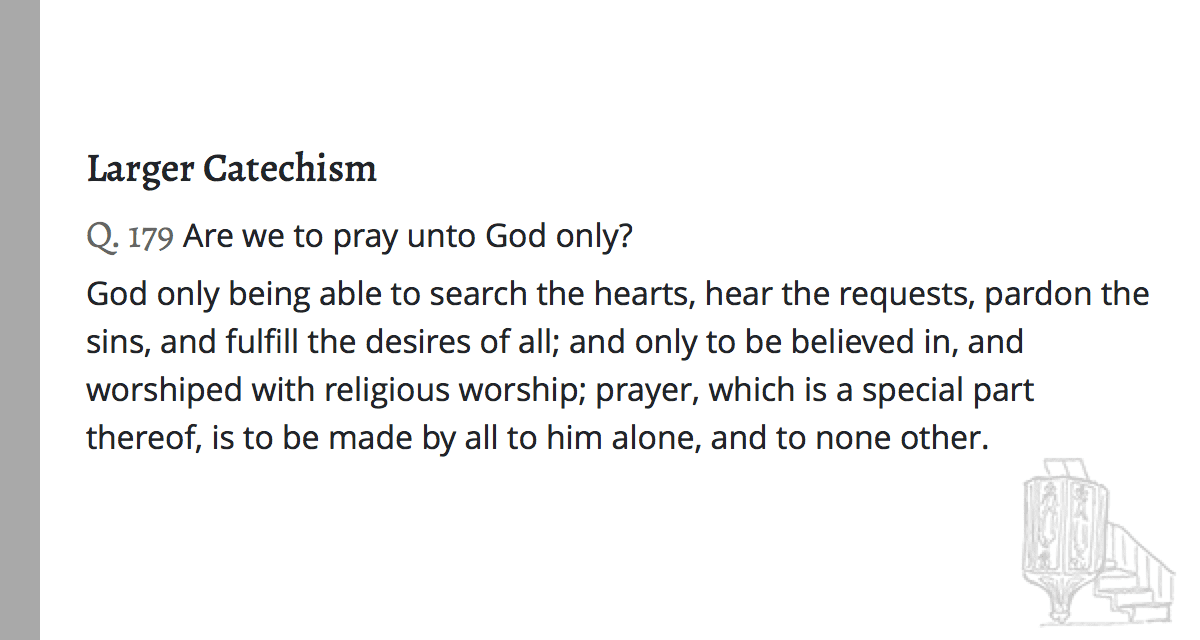 Larger Catechism
Q. 179 Are we to pray unto God only?
God only being able to search the hearts, hear the requests, pardon the
sins, and fulfill the desires of all; and only to be believed in, and
worshiped with religious worship; prayer, which is a special part
thereof, is to be made by all to him alone, and to none other.